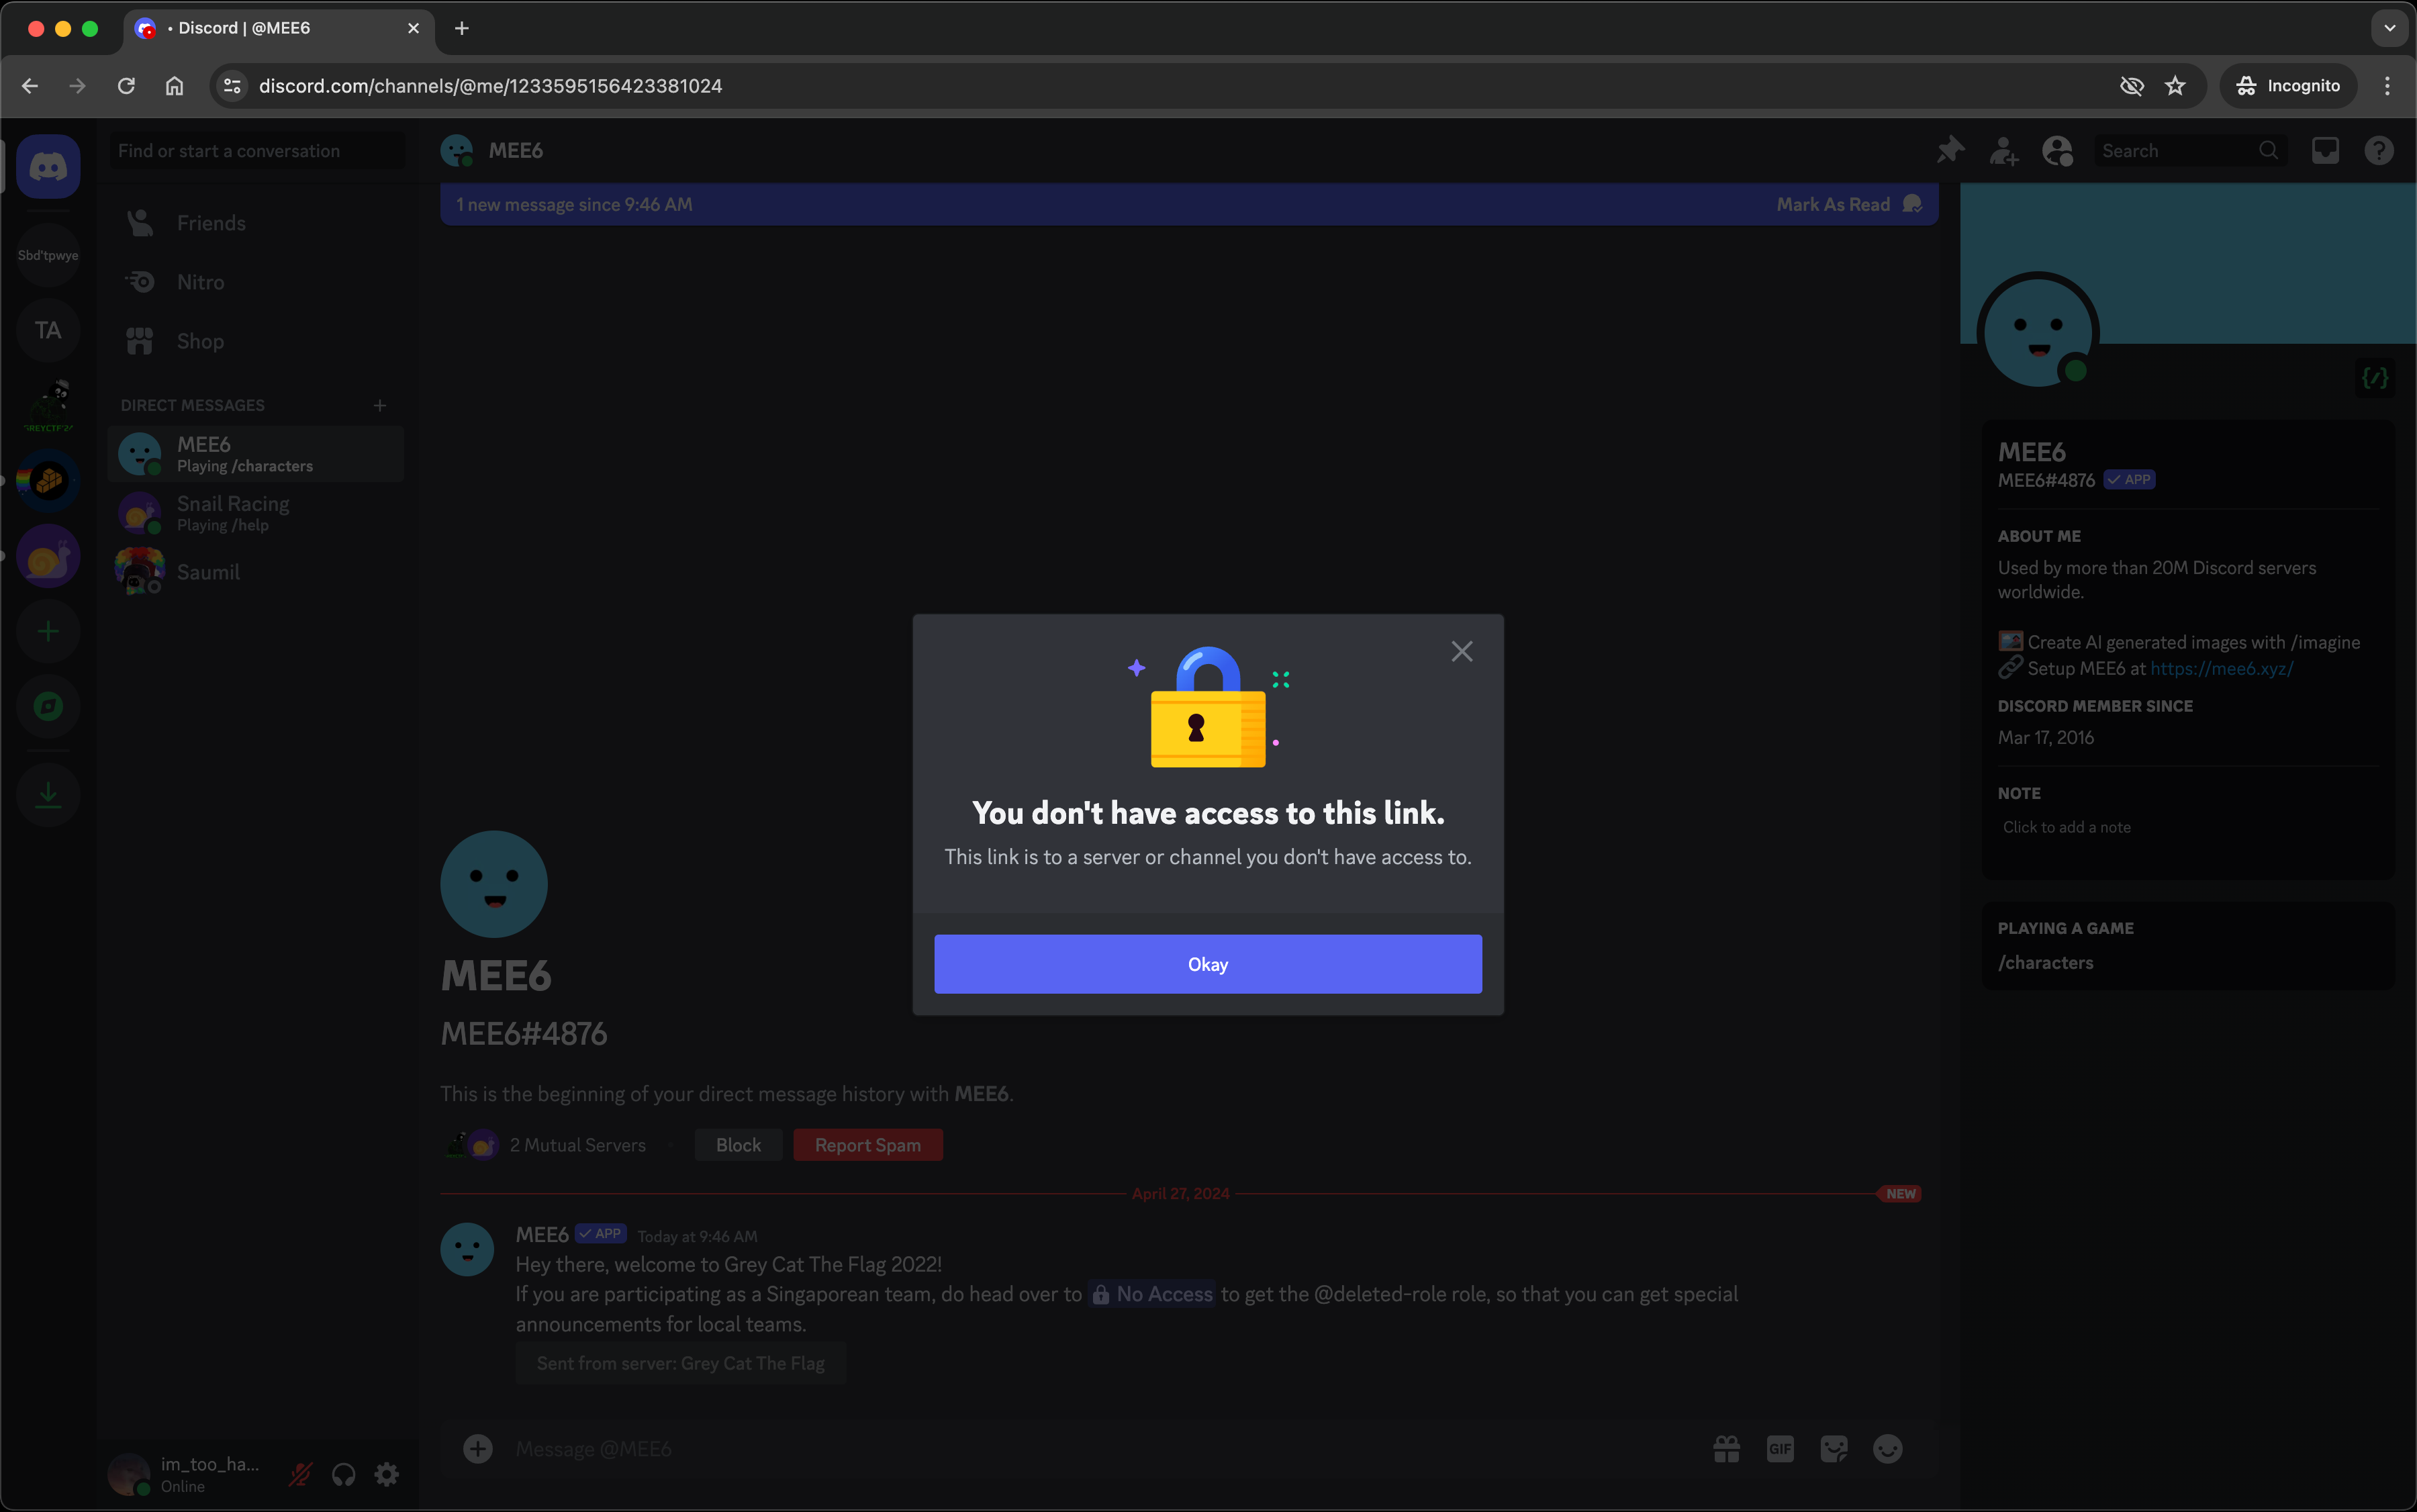 • Discord | @MEE6
discord.com/channels/@me/1233595156423381024
Incognito
Find or start a conversation
MEE6
Search
1 new message since 9:46 AM
Mark As Read
Sbd'tpwye
TA
GREYCTF'24
Friends
Nitro
Shop
DIRECT MESSAGES
MEE6
Playing /characters
Snail Racing
Playing /help
Saumil
You don't have access to this link.
This link is to a server or channel you don't have access to.
Okay
MEE6
MEE6#4876
This is the beginning of your direct message history with MEE6.
2 Mutual Servers
Block
Report Spam
April 27, 2024
NEW
MEE6 APP Today at 9:46 AM
Hey there, welcome to Grey Cat The Flag 2022!
If you are participating as a Singaporean team, do head over to No Access to get the @deleted-role role, so that you can get special
announcements for local teams.
Sent from server: Grey Cat The Flag
Message @MEE6
GIF
im_too_ha...
Online
MEE6
MEE6#4876 APP
ABOUT ME
Used by more than 20M Discord servers
worldwide.
Create AI generated images with /imagine
Setup MEE6 at https://mee6.xyz/
DISCORD MEMBER SINCE
Mar 17, 2016
NOTE
Click to add a note
PLAYING A GAME
/characters